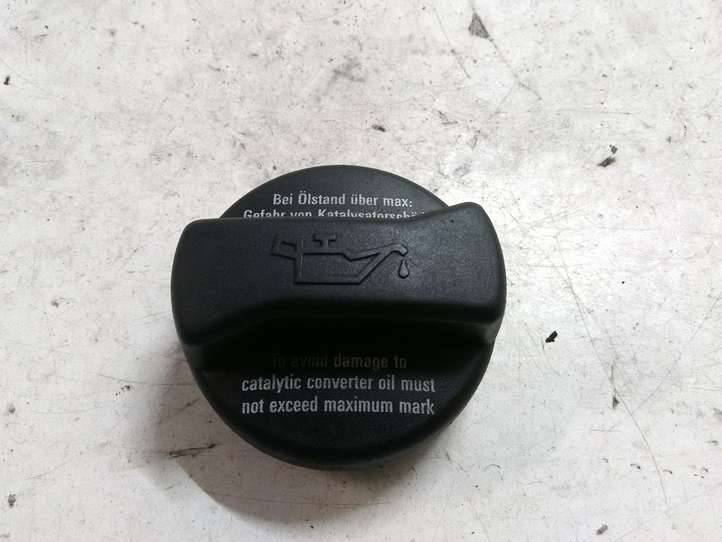 Bei Ölstand über max:
Gefahr von
To avoid damage to
catalytic converter oil must
not exceed maximum mark